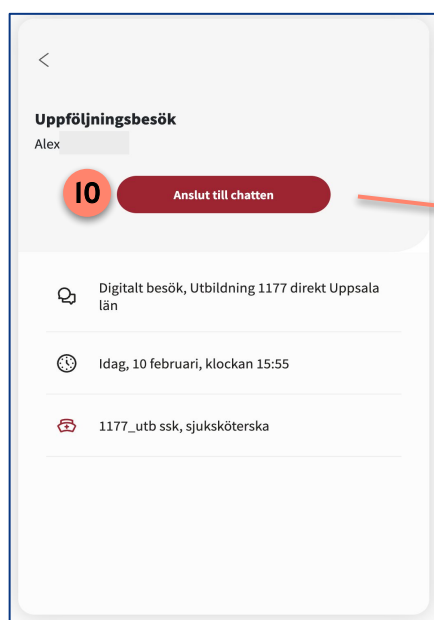 Uppföljningsbesök
Alex
10
Anslut till chatten
Digitalt besök, Utbildning 1177 direkt Uppsala
län
Idag, 10 februari, klockan 15:55
1177_utb ssk, sjuksköterska